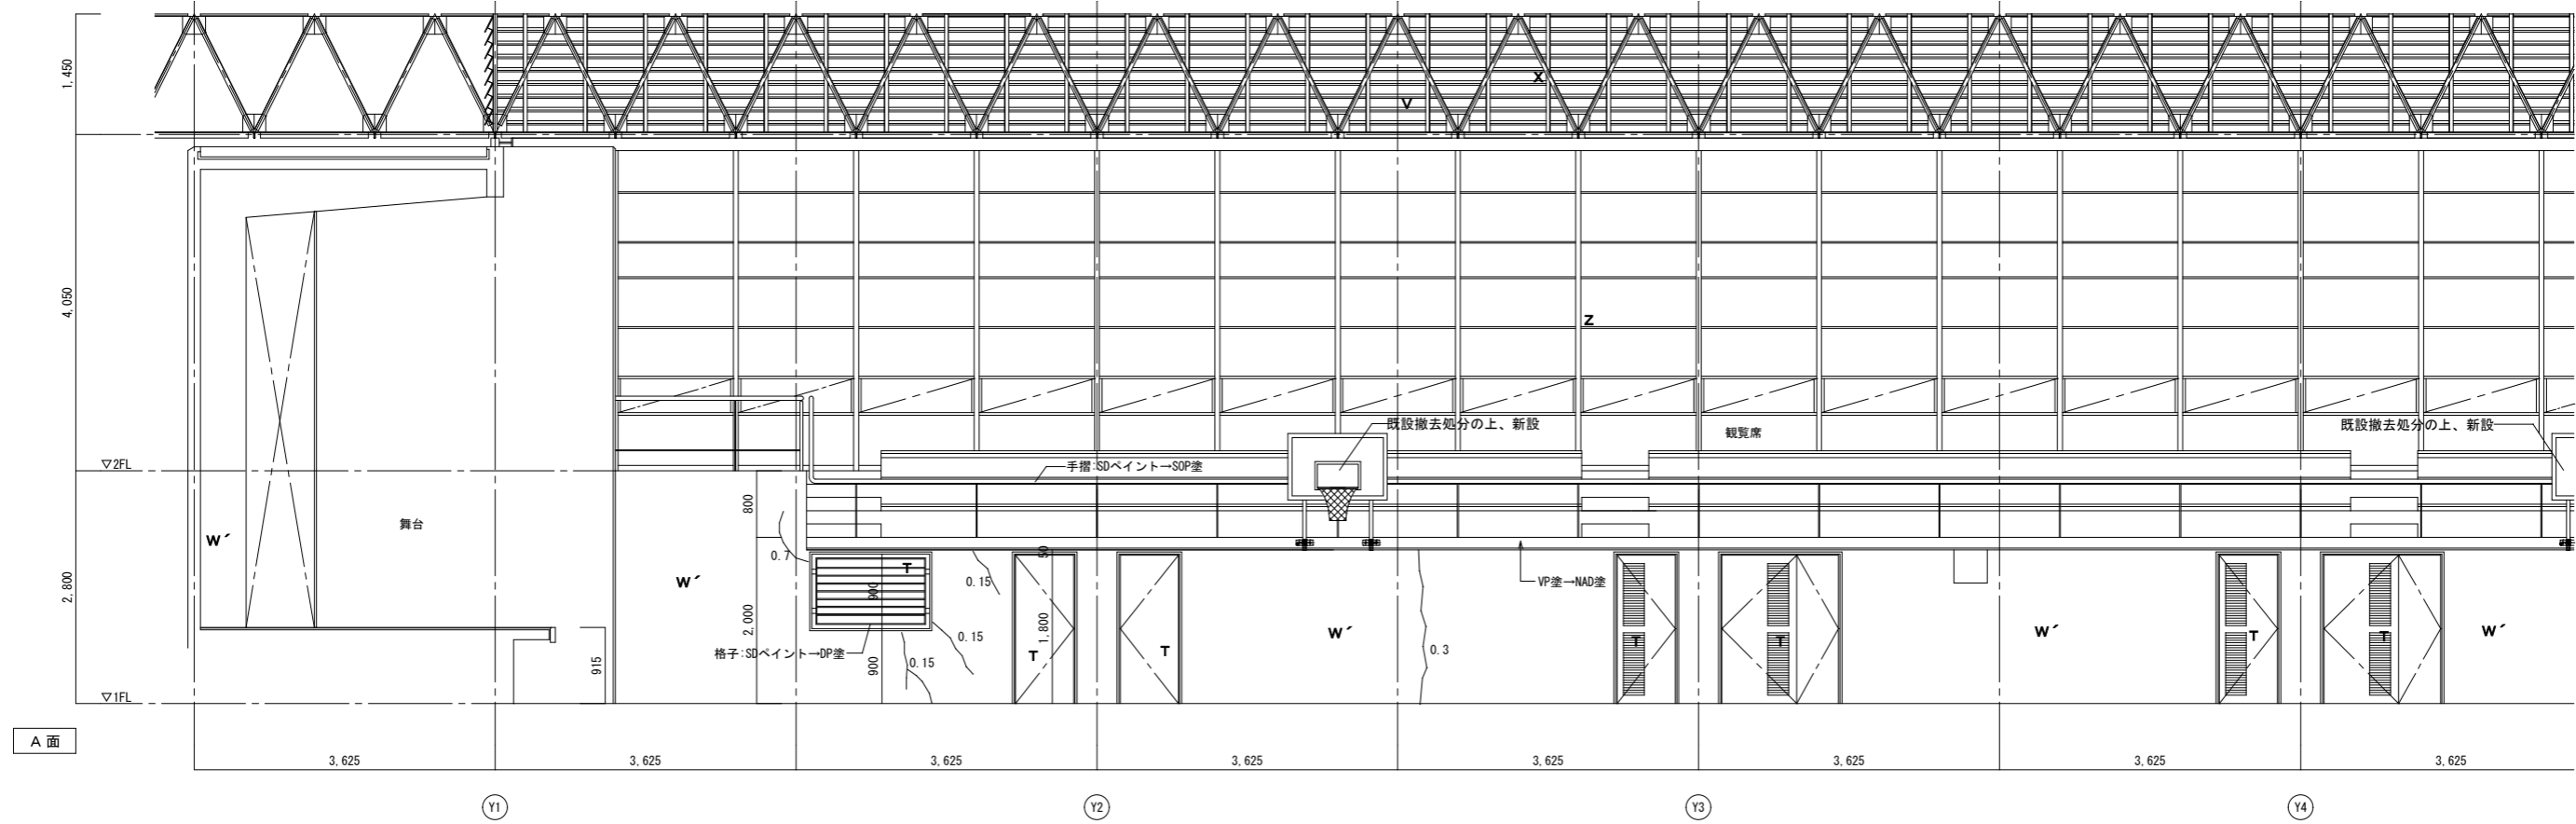 1,450
X
V
4,050
Z
既設撤去処分の上、新設
観覧席
既設撤去処分の上、新設
▽2FL
手摺:SDペイント→SOP塗
800
舞台
W´
0.7
50
T
W´
0.15
900
VP塗→NAD塗
2,800
2,000
1,800
0.15
W´
W´
W´
T
T
T
T
T
T
格子:SDペイント→DP塗
0.15
0.3
915
900
▽1FL
A 面
3,625
3,625
3,625
3,625
3,625
3,625
3,625
3,625
Y1
Y2
Y3
Y4